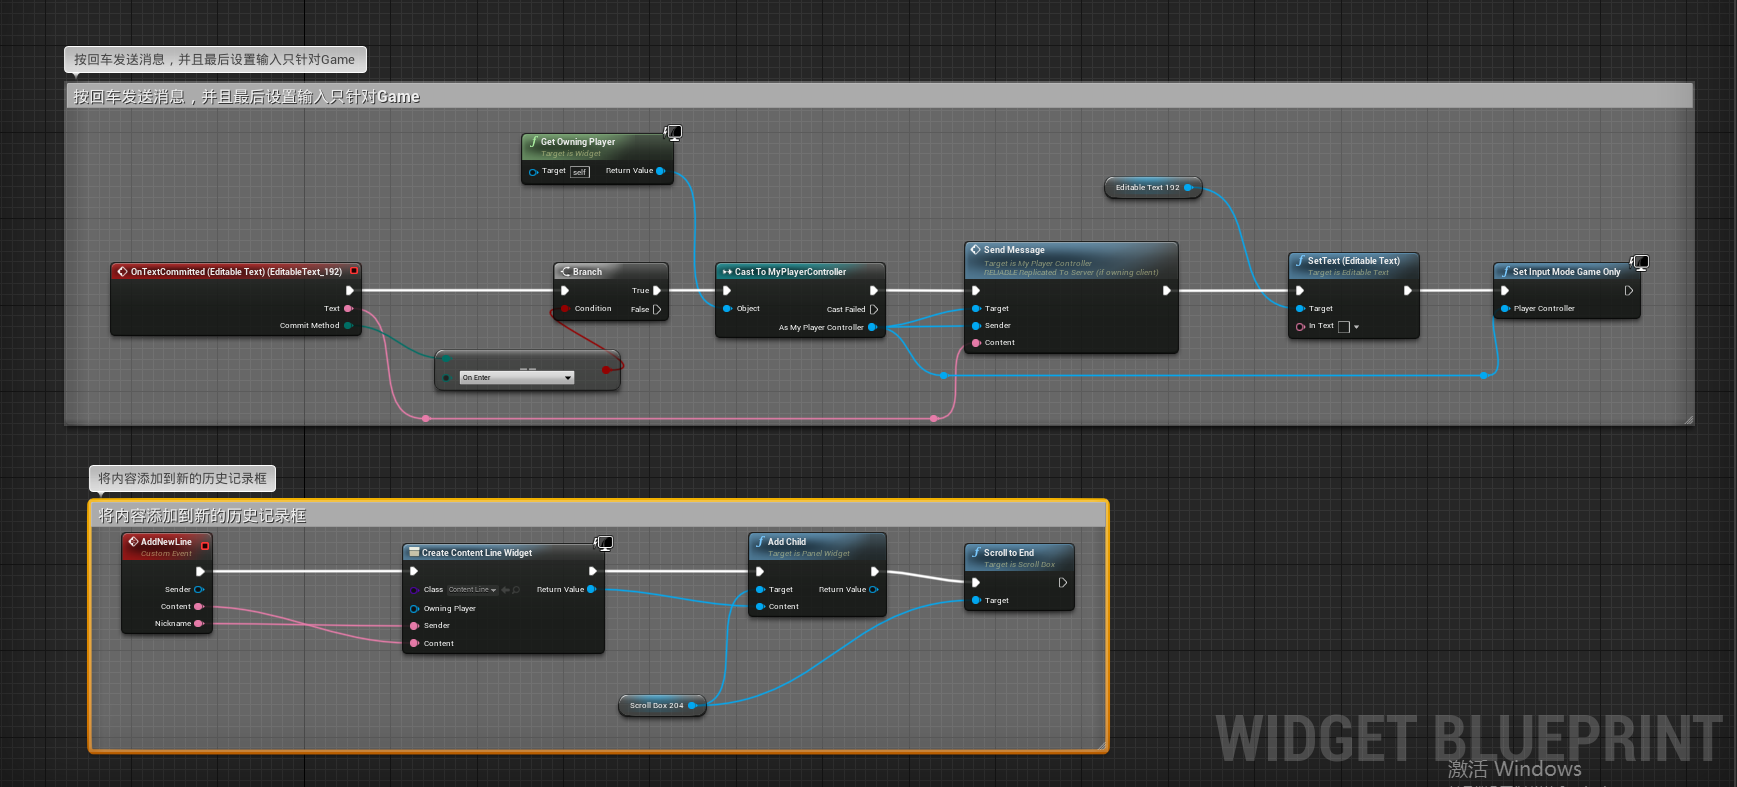 按回车发送消息，并且最后设置输入只针对Game
按回车发送消息，并且最后设置输入只针对Game
Get Owning Player
Target is Widget
Target self Return Value
Editable Text 192
OnTextCommitted (Editable Text) (EditableText_192)
Text
Commit Method
Branch
True
Condition False
==
On Enter
Cast To MyPlayerController
Object Cast Failed
As My Player Controller
Send Message
Target is My Player Controller
RELIABLE Replicated To Server (if owning client)
Target
Sender
Content
SetText (Editable Text)
Target is Editable Text
Target
In Text
Set Input Mode Game Only
Player Controller
将内容添加到新的历史记录框
将内容添加到新的历史记录框
AddNewLine
Custom Event
Sender
Content
Nickname
Create Content Line Widget
Class Content Line Return Value
Owning Player
Sender
Content
Add Child
Target is Panel Widget
Target Return Value
Content
Scroll to End
Target is Scroll Box
Target
Scroll Box 204
WIDGET BLUEPRINT
激活 Windows